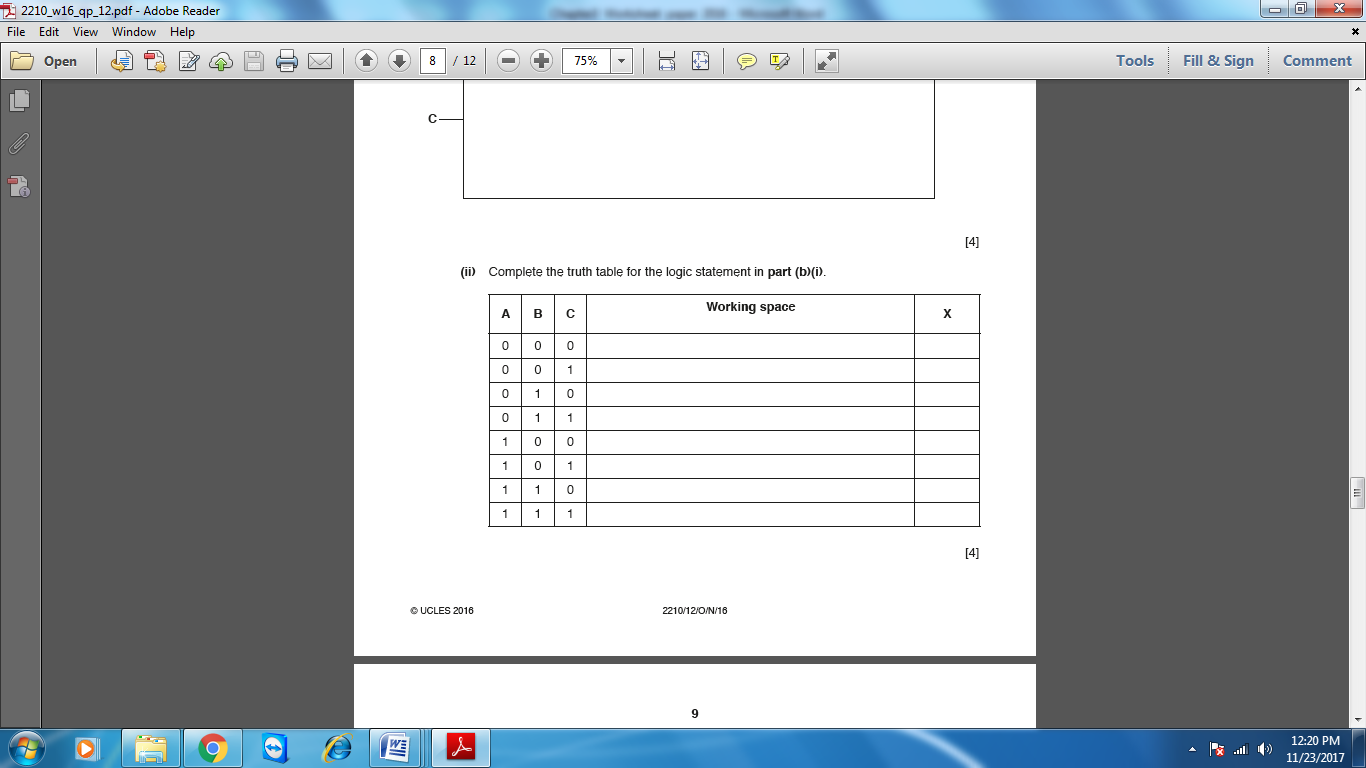 2210_w16_qp_12.pdf - Adobe Reader
File Edit View Window Help
Open 8 / 12 75% Tools Fill & Sign Comment
C
[4]
(ii) Complete the truth table for the logic statement in part (b)(i).
A B C Working space X
0 0 0
0 0 1
0 1 0
0 1 1
1 0 0
1 0 1
1 1 0
1 1 1
[4]
© UCLES 2016 2210/12/O/N/16
9
12:20 PM
11/23/2017